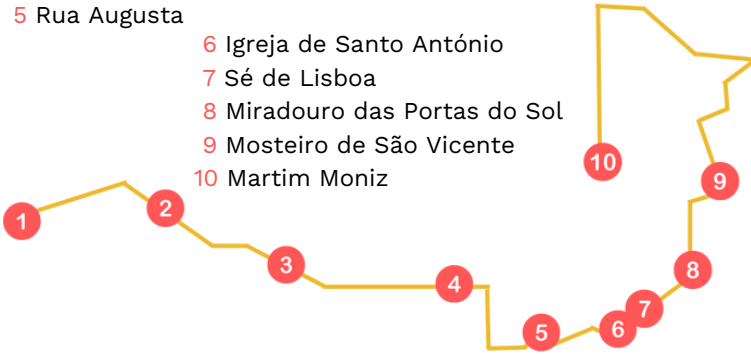 5 Rua Augusta
6 Igreja de Santo António
7 Sé de Lisboa
8 Miradouro das Portas do Sol
9 Mosteiro de São Vicente
10 Martim Moniz
1
2
3
4
5
6
7
8
9
10